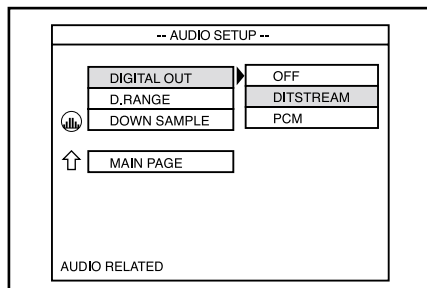 -- AUDIO SETUP --
DIGITAL OUT
OFF
D.RANGE
DITSTREAM
DOWN SAMPLE
PCM
MAIN PAGE
AUDIO RELATED